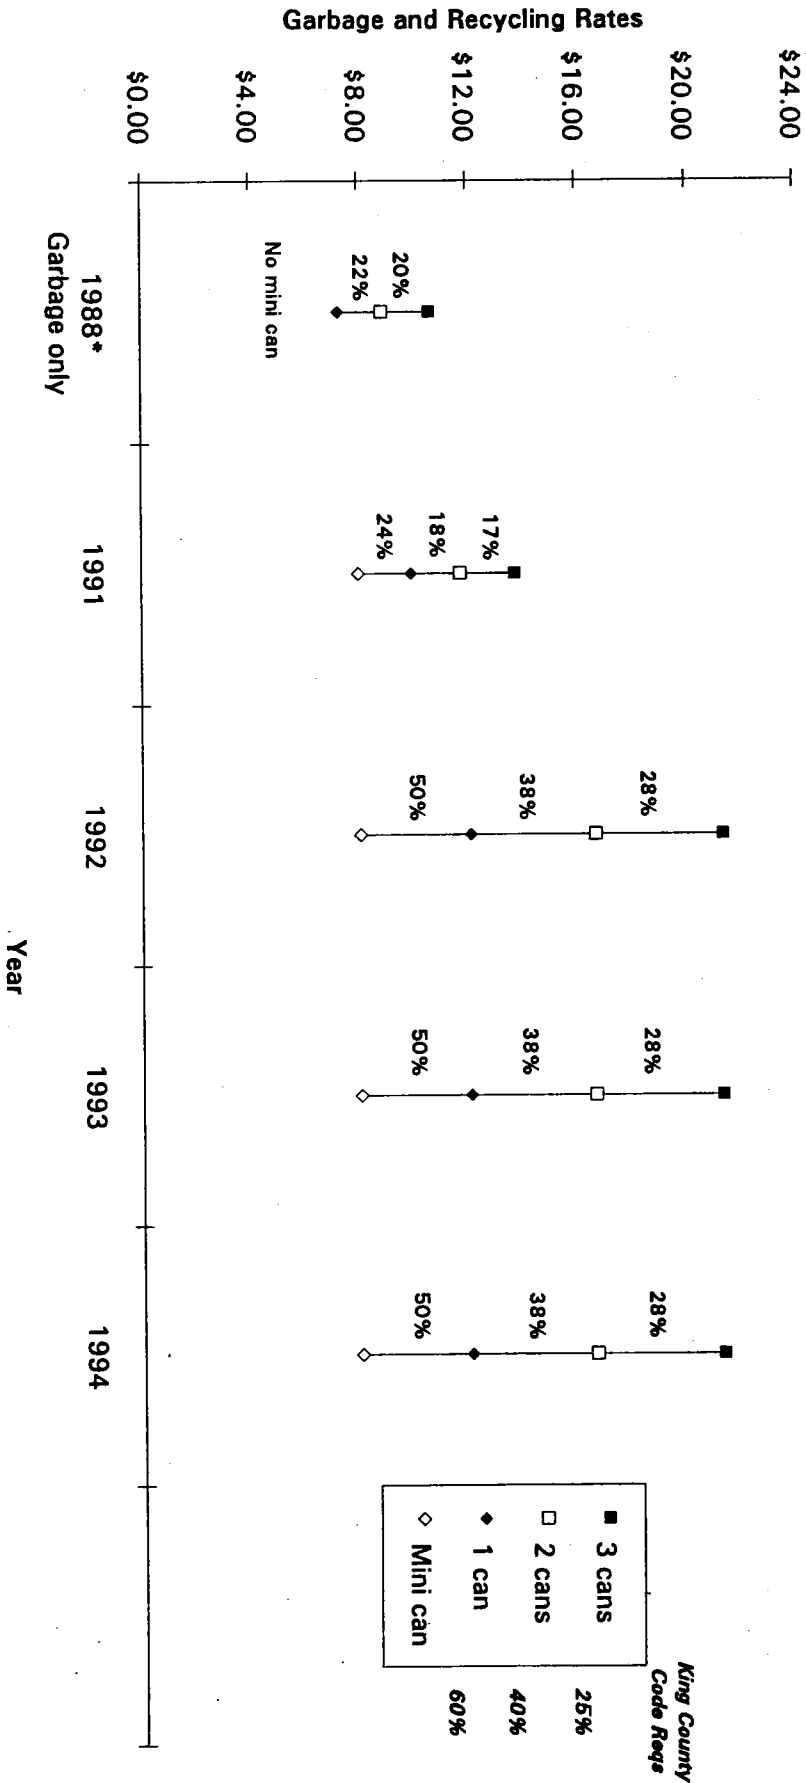 Garbage and Recycling Rates
$24.00
$20.00
$16.00
$12.00
$8.00
$4.00
$0.00
20%
22%
No mini can
17%
18%
24%
28%
38%
50%
28%
38%
50%
28%
38%
50%
1988*
Garbage only
1991
1992
1993
1994
Year
3 cans
2 cans
1 can
Mini can
King County
Code Reqs
25%
40%
60%